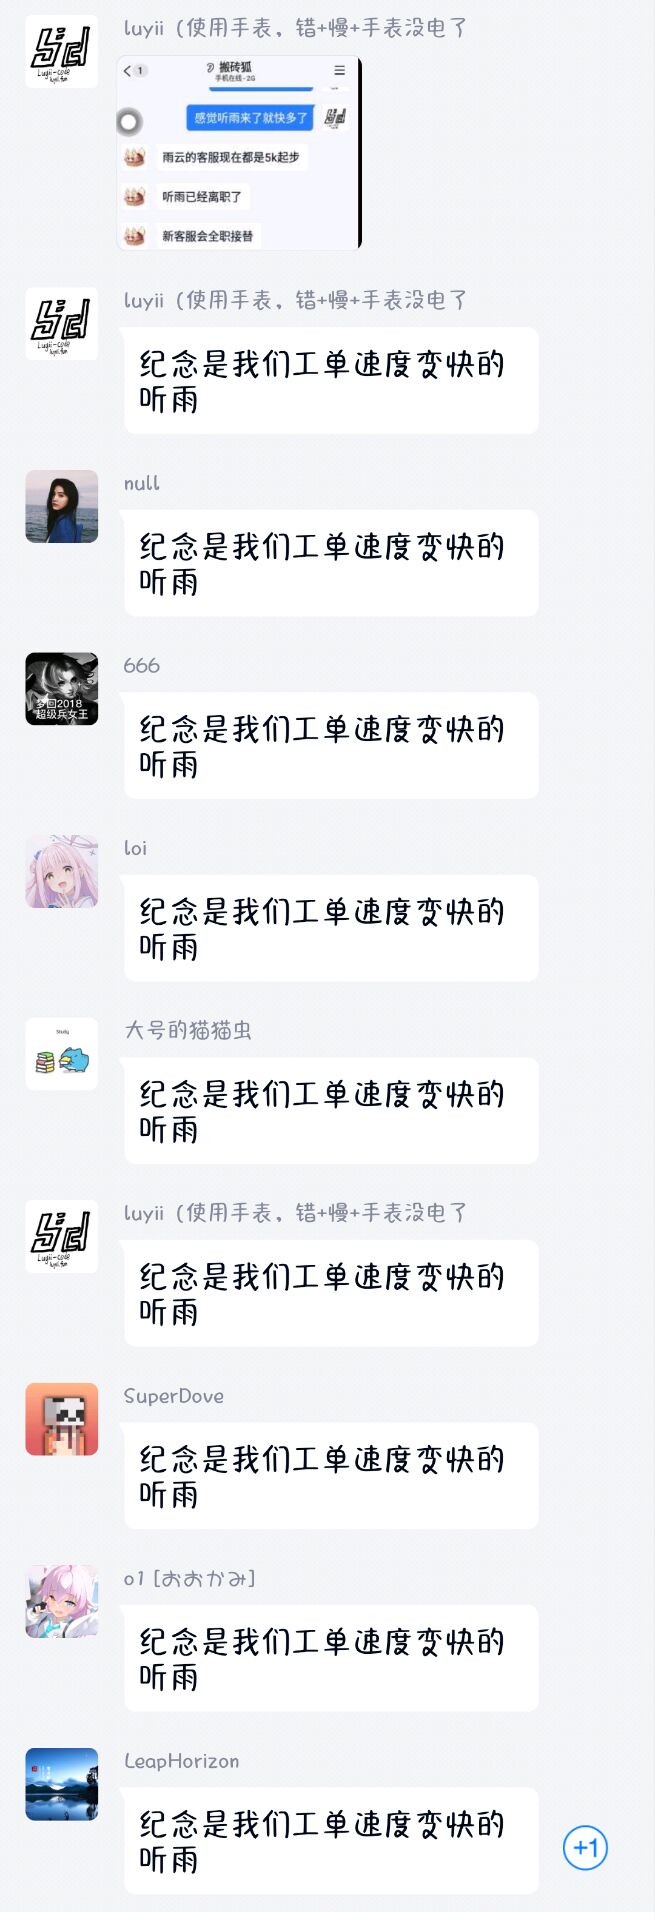 luyii（使用手表，错+慢+手表没电了
1
搬砖狐
手机在线 - 2G
感觉听雨来了就快多了
雨云的客服现在都是5k起步
听雨已经离职了
新客服会全职接替
luyii（使用手表，错+慢+手表没电了
纪念是我们工单速度变快的
听雨
null
纪念是我们工单速度变快的
听雨
666
梦回2018
超级兵女王
纪念是我们工单速度变快的
听雨
loi
纪念是我们工单速度变快的
听雨
大号的猫猫虫
Study
纪念是我们工单速度变快的
听雨
luyii（使用手表，错+慢+手表没电了
Luyii-code
luyii.fun
纪念是我们工单速度变快的
听雨
SuperDove
纪念是我们工单速度变快的
听雨
o1 [おおかみ]
纪念是我们工单速度变快的
听雨
LeapHorizon
纪念是我们工单速度变快的
听雨
+1